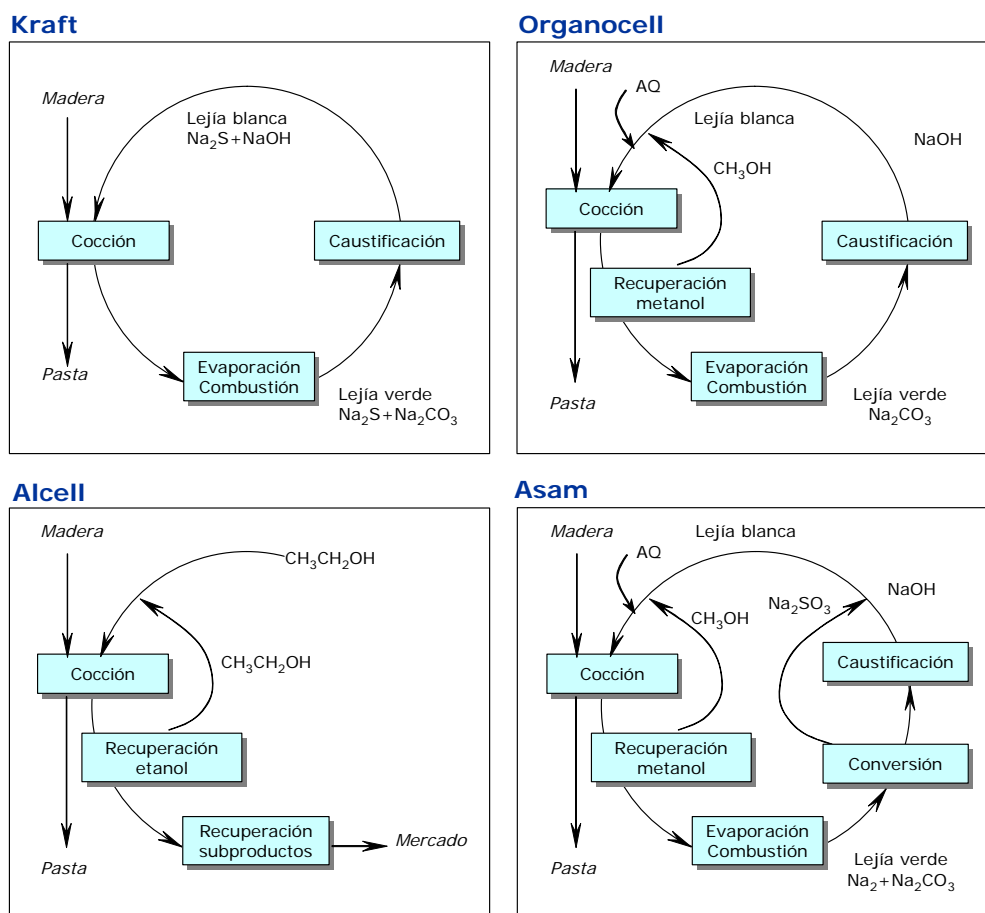 Kraft
Madera
Lejía blanca
Na₂S+NaOH
Cocción
Caustificación
Evaporación
Combustión
Pasta
Lejía verde
Na₂S+Na₂CO₃
Organocell
Madera
AQ
Lejía blanca
NaOH
CH₃OH
Cocción
Caustificación
Recuperación
metanol
Evaporación
Combustión
Pasta
Lejía verde
Na₂CO₃
Alcell
Madera
CH₃CH₂OH
CH₃CH₂OH
Cocción
Recuperación
etanol
Recuperación
subproductos
Mercado
Pasta
Asam
Madera
Lejía blanca
AQ
NaOH
Na₂SO₃
CH₃OH
Cocción
Caustificación
Recuperación
metanol
Conversión
Evaporación
Combustión
Pasta
Lejía verde
Na₂+Na₂CO₃